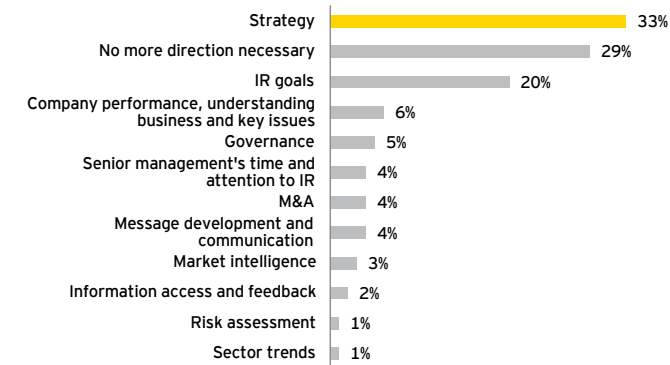 Strategy 33%
No more direction necessary 29%
IR goals 20%
Company performance, understanding
business and key issues 6%
Governance 5%
Senior management's time and
attention to IR 4%
M&A 4%
Message development and
communication 4%
Market intelligence 3%
Information access and feedback 2%
Risk assessment 1%
Sector trends 1%